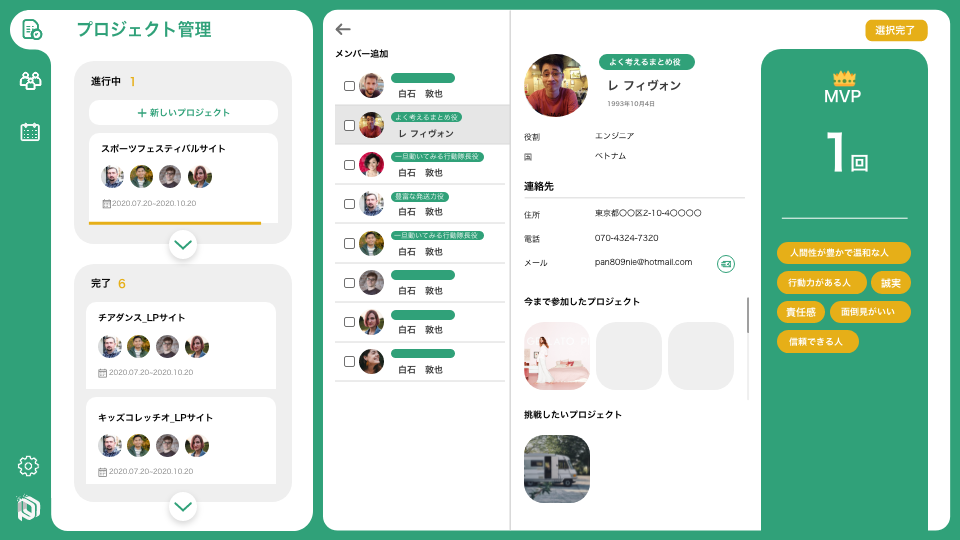 プロジェクト管理
進行中 1
＋ 新しいプロジェクト
スポーツフェスティバルサイト
2020.07.20~2020.10.20
完了 6
チアダンス_LPサイト
2020.07.20~2020.10.20
キッズコレッチオ_LPサイト
2020.07.20~2020.10.20
メンバー追加
白石　敦也
よく考えるまとめ役
レ フィヴォン
一旦動いてみる行動隊長役
白石　敦也
豊富な発送力役
白石　敦也
一旦動いてみる行動隊長役
白石　敦也
白石　敦也
白石　敦也
白石　敦也
よく考えるまとめ役
レ フィヴォン
1993年10月4日
役割 エンジニア
国 ベトナム
連絡先
住所 東京都〇〇区2-10-4〇〇〇〇
電話 070-4324-7320
メール pan809nie@hotmail.com
今まで参加したプロジェクト
挑戦したいプロジェクト
選択完了
MVP
1回
人間性が豊かで温和な人
行動力がある人 誠実
責任感 面倒見がいい
信頼できる人